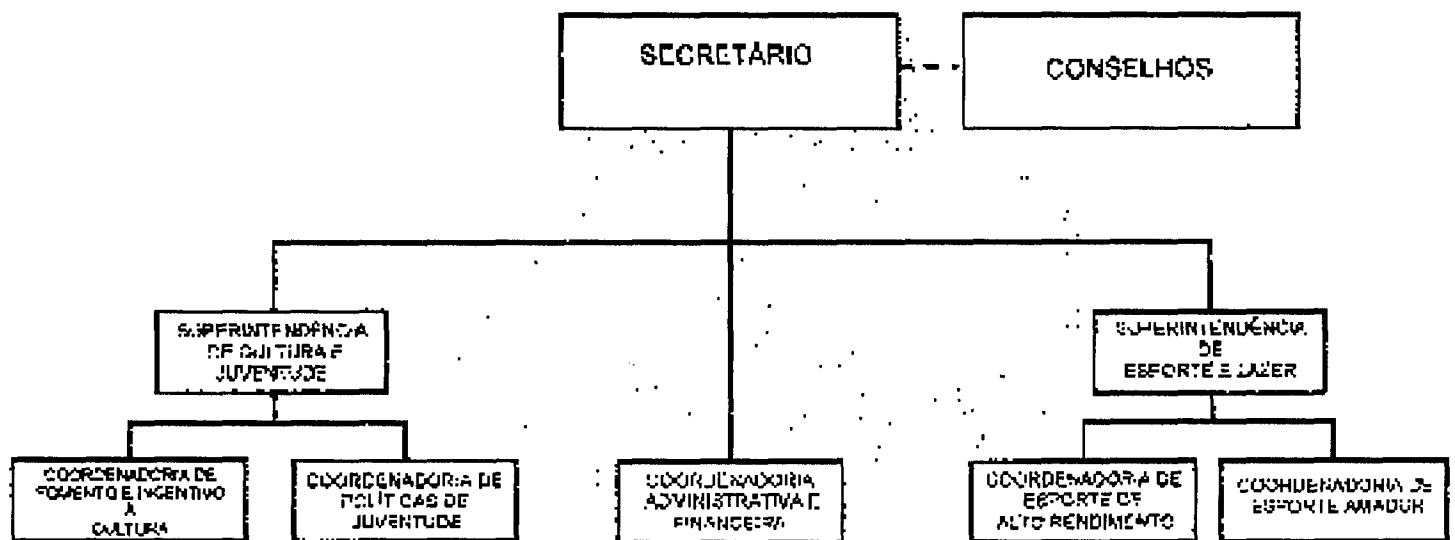 SECRETÁRIO
CONSELHOS
SUPERINTENDÊNCIA
DE CULTURA E
JUVENTUDE
SUPERINTENDÊNCIA
DE
ESPORTE E LAZER
COORDENADORIA DE
FOMENTO E INCENTIVO
À
CULTURA
COORDENADORIA DE
POLÍTICAS DE
JUVENTUDE
COORDENADORIA
ADMINISTRATIVA E
FINANCEIRA
COORDENADORIA DE
ESPORTE DE
ALTO RENDIMENTO
COORDENADORIA DE
ESPORTE AMADOR